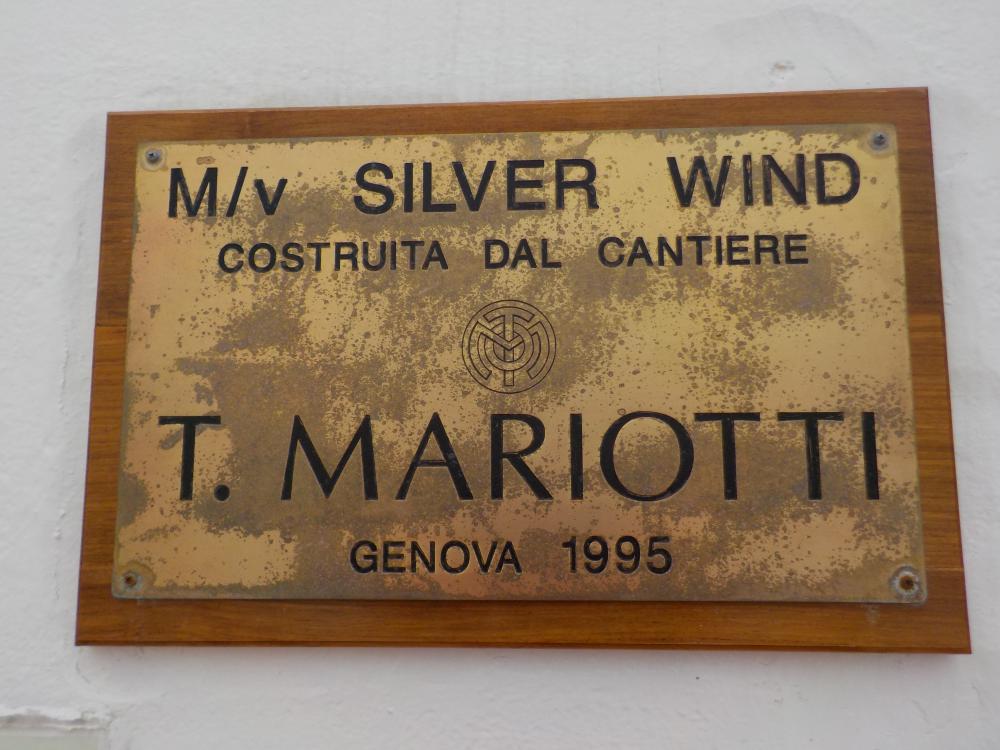 M/v SILVER WIND
COSTRUITA DAL CANTIERE
T. MARIOTTI
GENOVA 1995